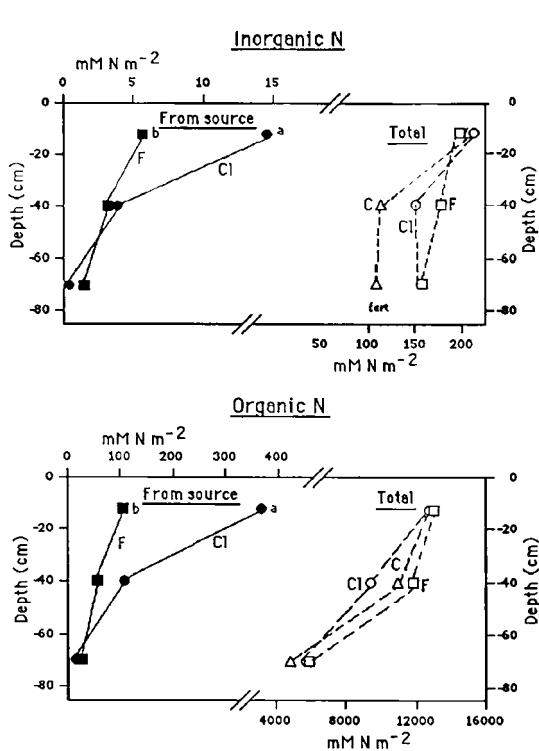 Inorganic N
mM N m⁻²
0 5 10 15
0 0
From source
b a
F
Total
-20 -20
Cl
Depth (cm)
-40 -40
C
Cl
F
Depth (cm)
-60 -60
fert
-80 -80
50 100 150 200
mM N m⁻²
Organic N
mM N m⁻²
0 100 200 300 400
0 0
From source
b a
Total
-20 -20
F
Cl
C
Depth (cm)
-40 -40
Cl
F
Depth (cm)
-60 -60
-80 -80
4000 8000 12000 16000
mM N m⁻²